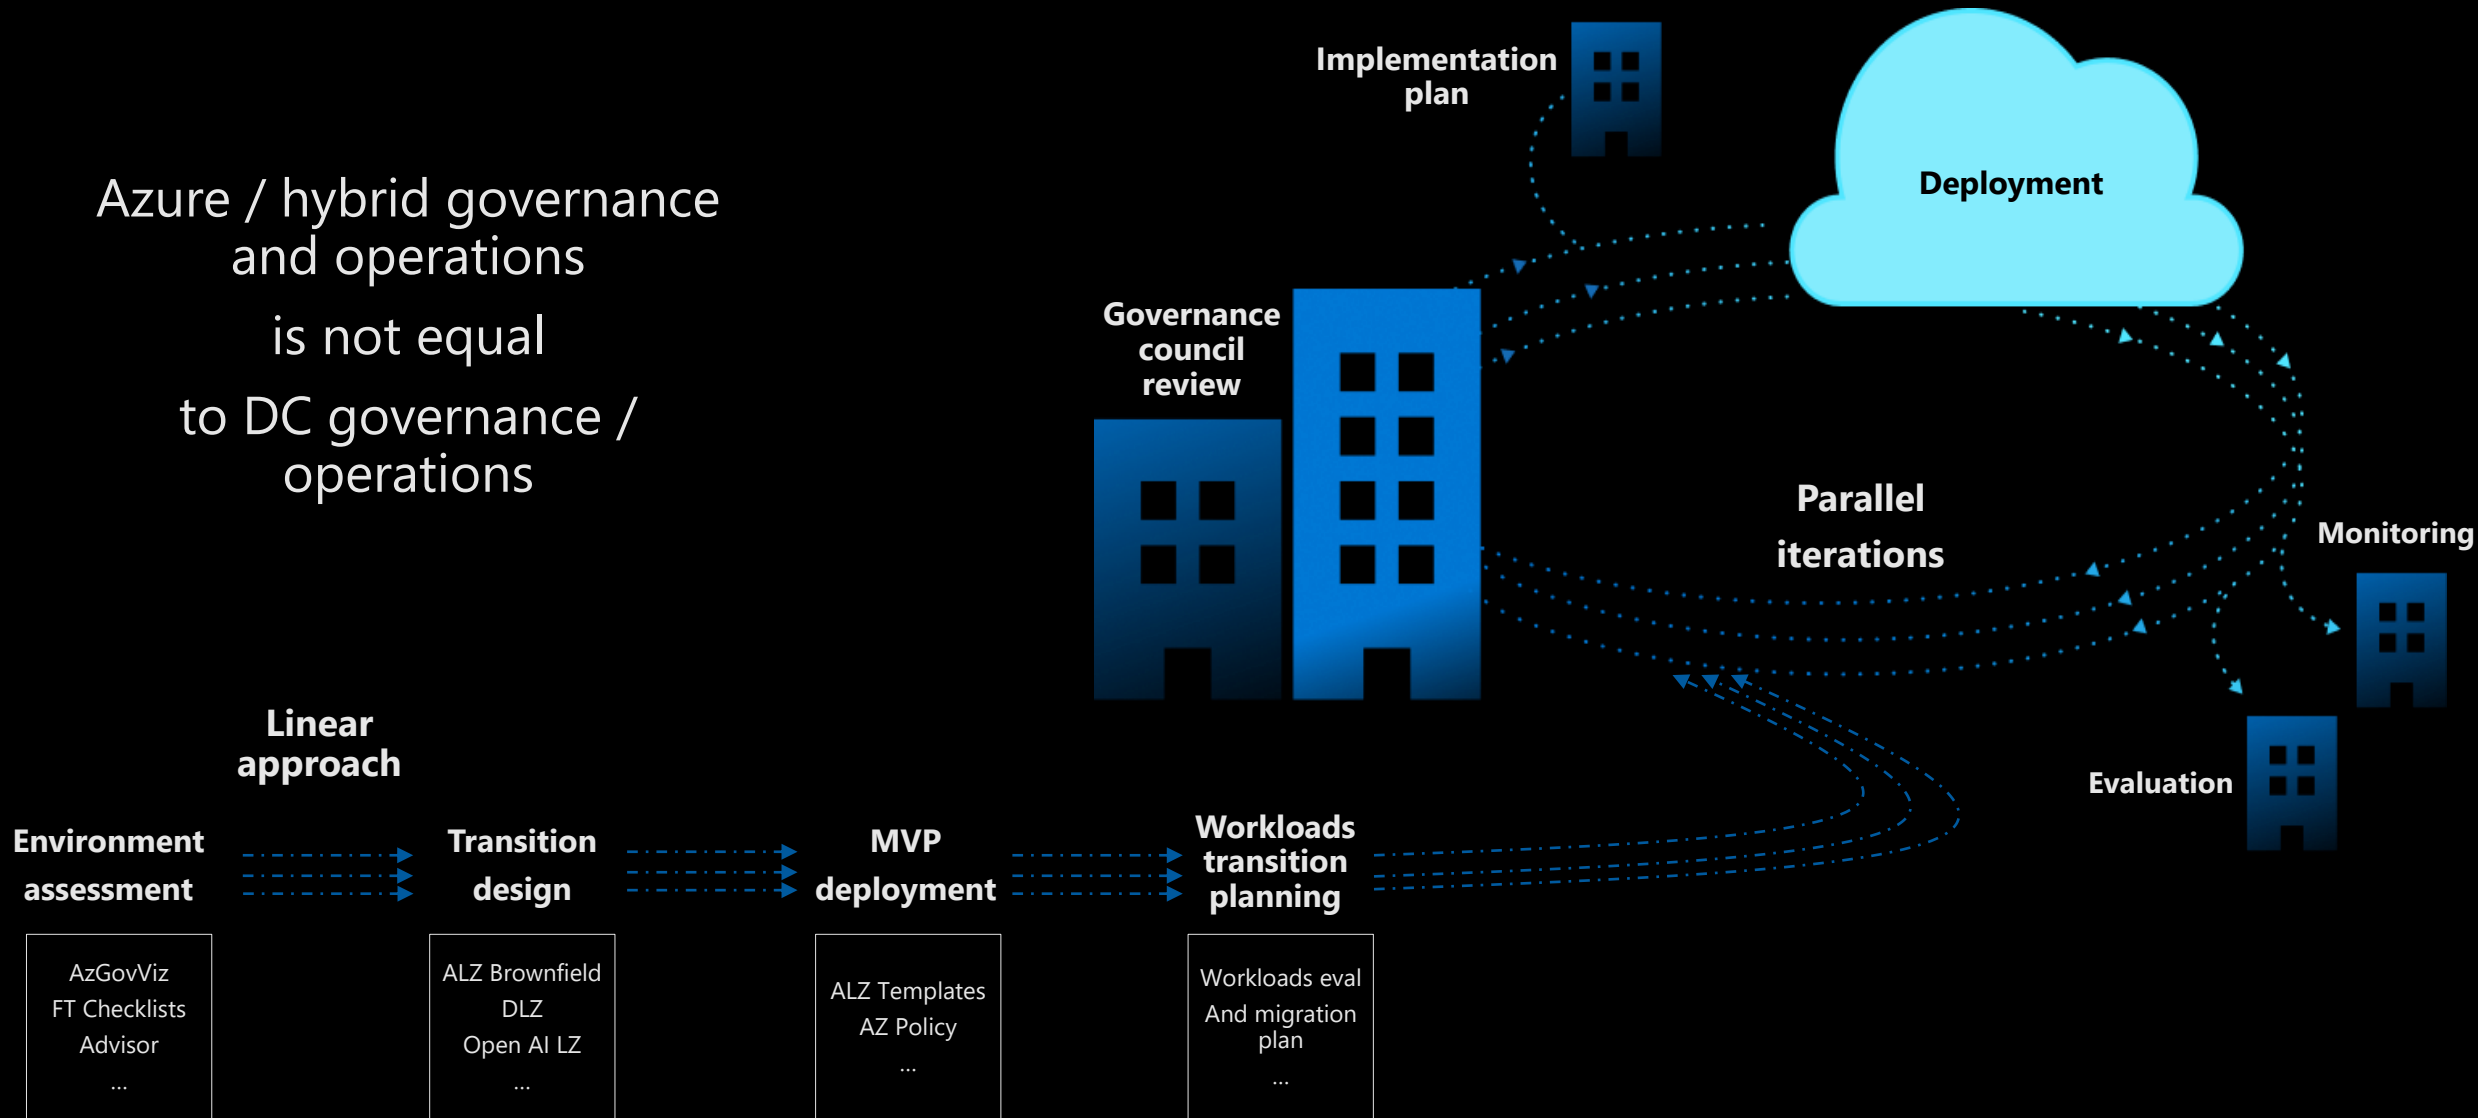 Azure / hybrid governance
and operations
is not equal
to DC governance /
operations
Implementation
plan
Deployment
Governance
council
review
Parallel
iterations
Monitoring
Evaluation
Linear
approach
Environment
assessment
Transition
design
MVP
deployment
Workloads
transition
planning
AzGovViz
FT Checklists
Advisor
...
ALZ Brownfield
DLZ
Open AI LZ
...
ALZ Templates
AZ Policy
...
Workloads eval
And migration
plan
...